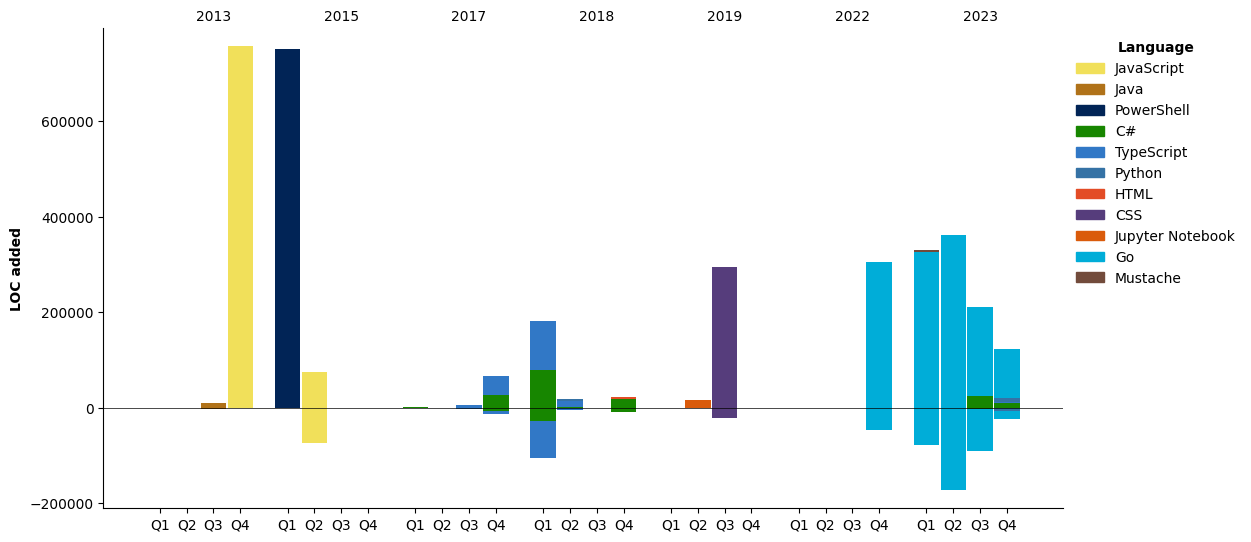 2013 2015 2017 2018 2019 2022 2023
Language
JavaScript
Java
PowerShell
C#
TypeScript
Python
HTML
CSS
Jupyter Notebook
Go
Mustache
LOC added
600000
400000
200000
0
−200000
Q1 Q2 Q3 Q4 Q1 Q2 Q3 Q4 Q1 Q2 Q3 Q4 Q1 Q2 Q3 Q4 Q1 Q2 Q3 Q4 Q1 Q2 Q3 Q4 Q1 Q2 Q3 Q4